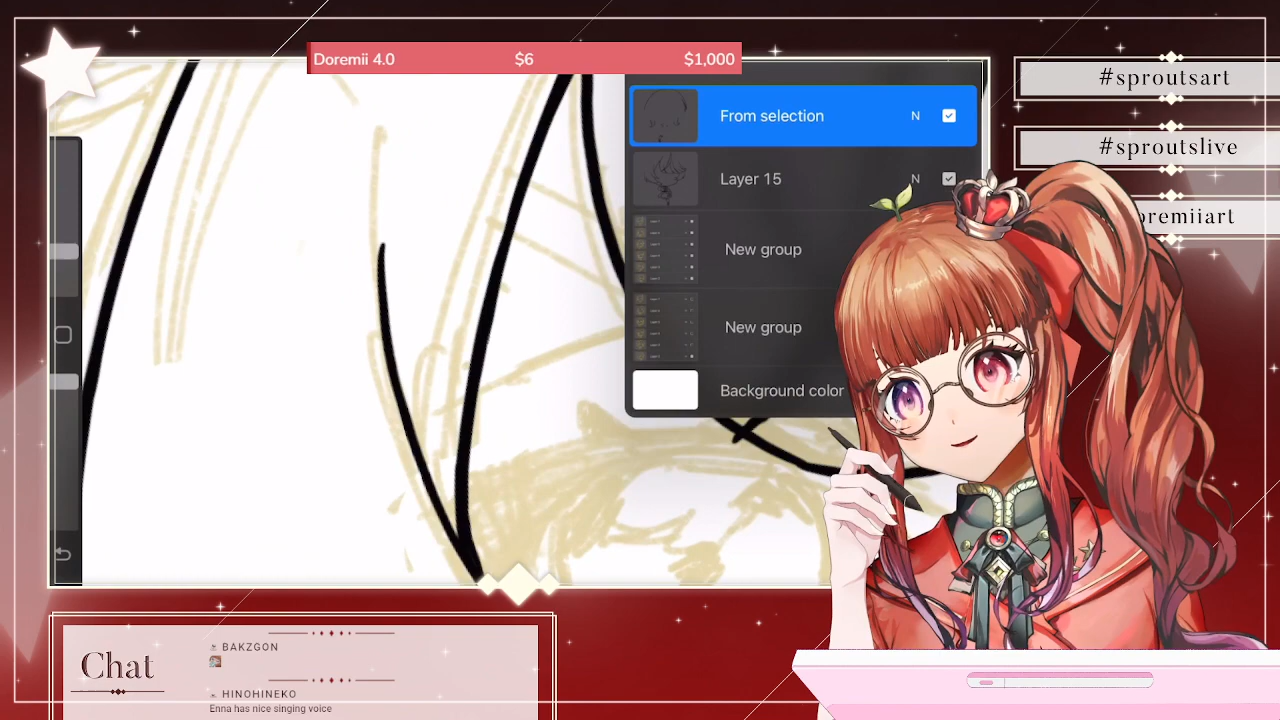 Doremii 4.0 $6 $1,000
#sproutsart
#sproutslive
oremiiart
From selection N
Layer 15 N
New group
New group
Background color
Chat
BAKZGON
HINOHINEKO
Enna has nice singing voice